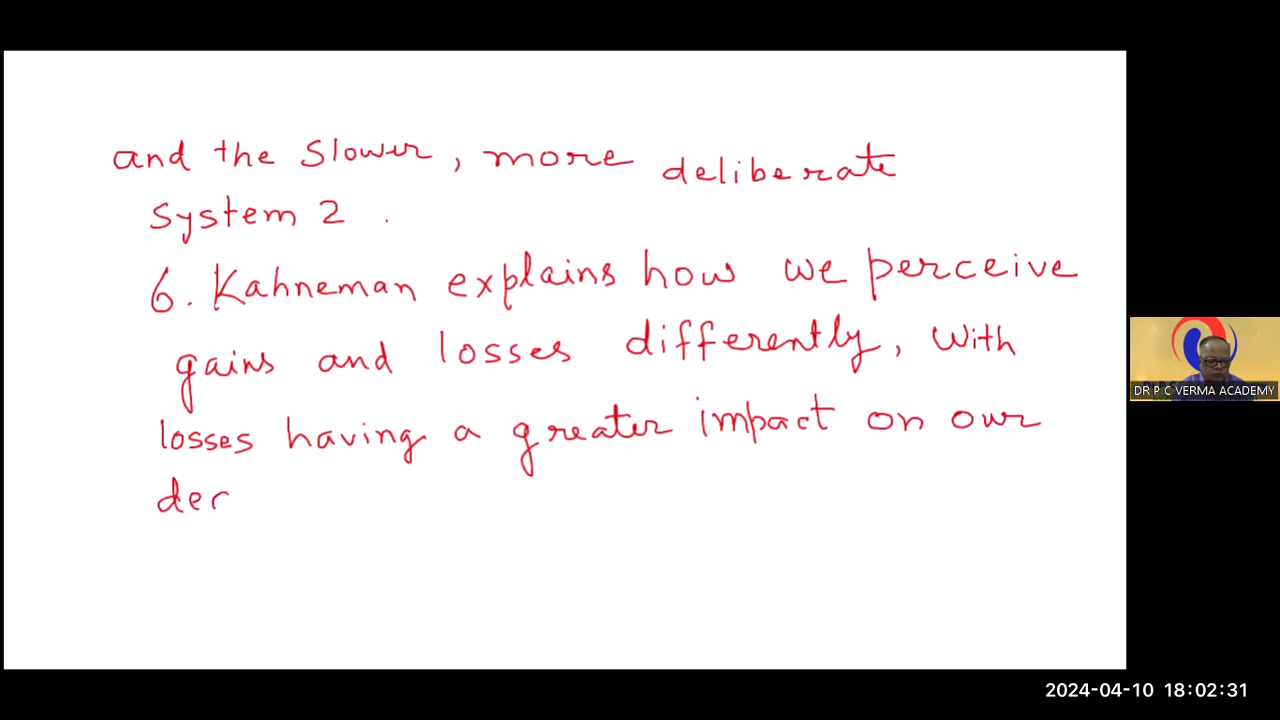 and the slower, more deliberate
System 2.
6. Kahneman explains how we perceive
gains and losses differently, with
losses having a greater impact on our
dec
DR P C VERMA ACADEMY
2024-04-10 18:02:31